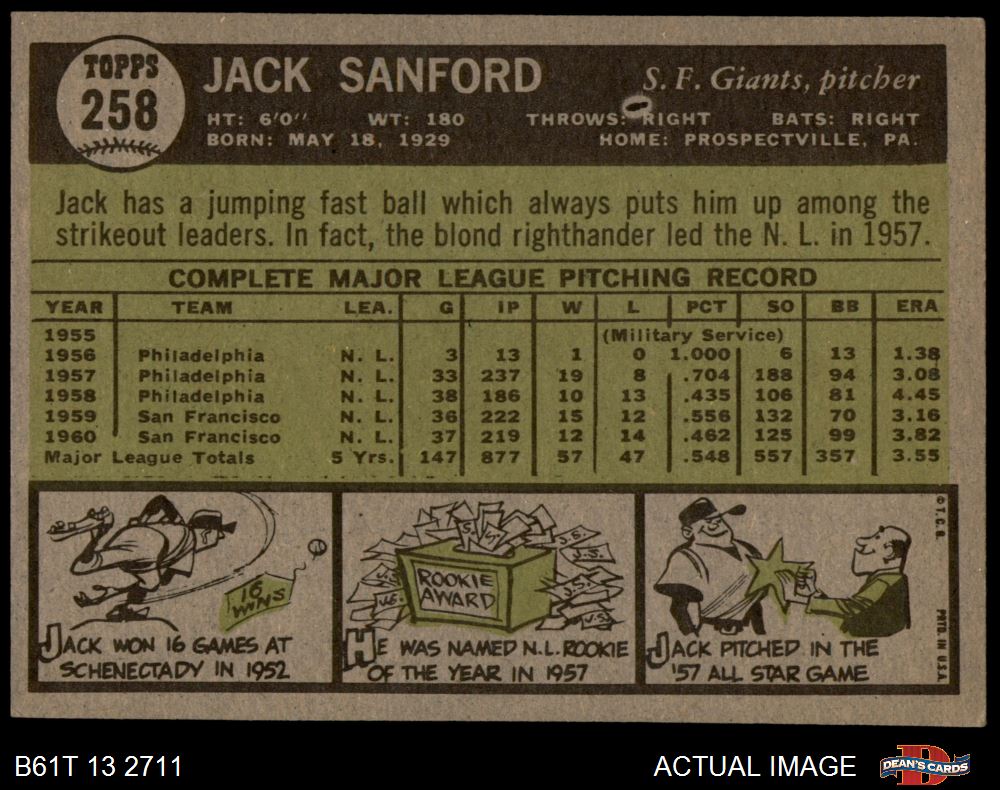 TOPPS
258
JACK SANFORD
S. F. Giants, pitcher
HT: 6'0'' WT: 180 THROWS: RIGHT BATS: RIGHT
BORN: MAY 18, 1929 HOME: PROSPECTVILLE, PA.
Jack has a jumping fast ball which always puts him up among the
strikeout leaders. In fact, the blond righthander led the N. L. in 1957.
COMPLETE MAJOR LEAGUE PITCHING RECORD
YEAR TEAM LEA. G IP W L PCT SO BB ERA
1955 (Military Service)
1956 Philadelphia N. L. 3 13 1 0 1.000 6 13 1.38
1957 Philadelphia N. L. 33 237 19 8 .704 188 94 3.08
1958 Philadelphia N. L. 38 186 10 13 .435 106 81 4.45
1959 San Francisco N. L. 36 222 15 12 .556 132 70 3.16
1960 San Francisco N. L. 37 219 12 14 .462 125 99 3.82
Major League Totals 5 Yrs. 147 877 57 47 .548 557 357 3.55
16
WINS
JACK WON 16 GAMES AT
SCHENECTADY IN 1952
J.S.
J.S.
J.S.
J.S.
ROOKIE
AWARD
HE WAS NAMED N.L. ROOKIE
OF THE YEAR IN 1957
JACK PITCHED IN THE
'57 ALL STAR GAME
© T. C. G.
PRTD. IN U.S.A.
B61T 13 2711
ACTUAL IMAGE
DEAN'S CARDS